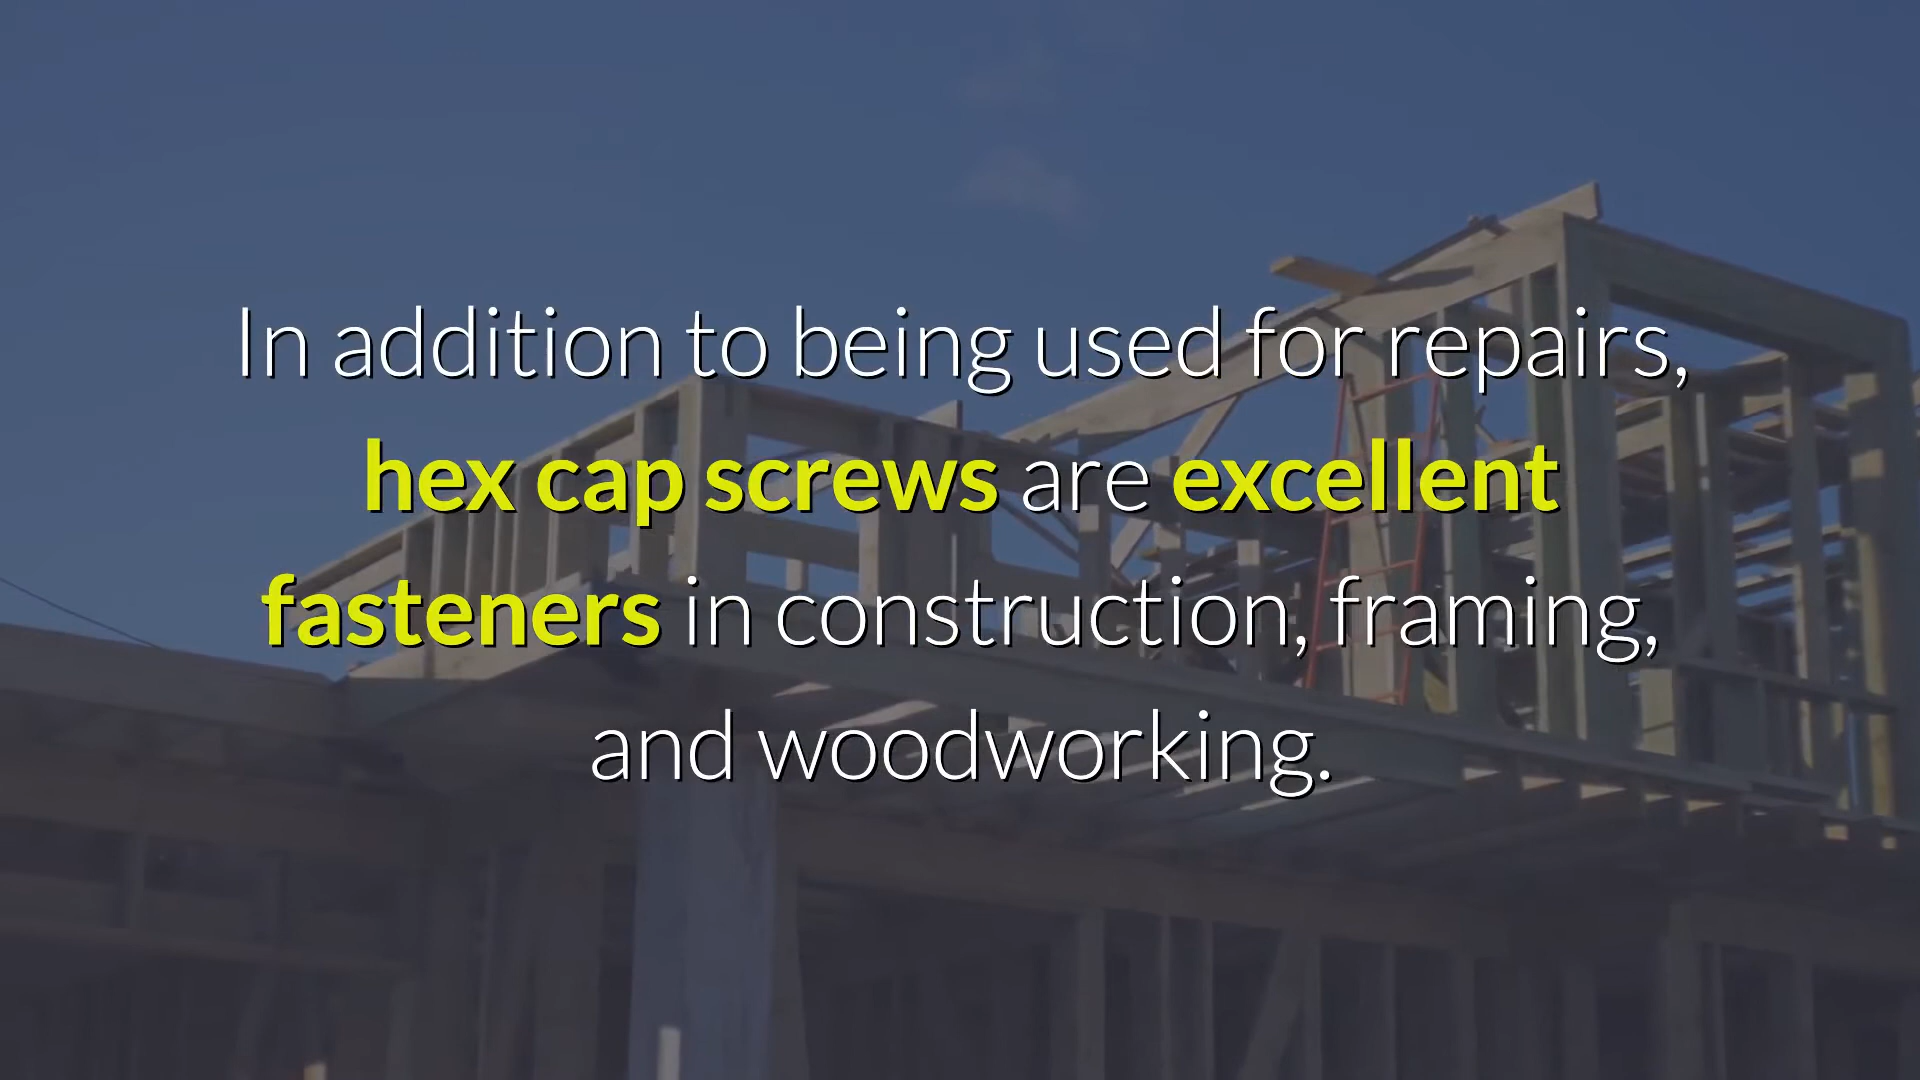 In addition to being used for repairs,
hex cap screws are excellent
fasteners in construction, framing,
and woodworking.